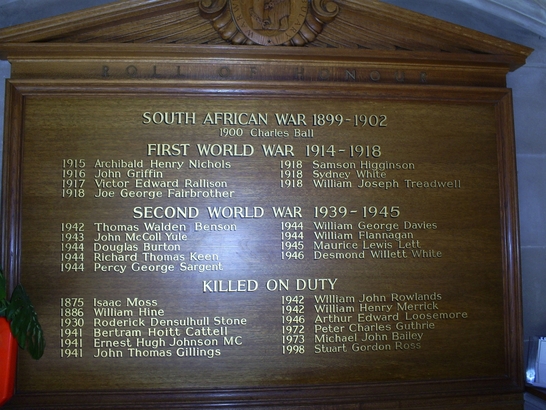 ROLL OF HONOUR
SOUTH AFRICAN WAR 1899-1902
1900 Charles Ball
FIRST WORLD WAR 1914-1918
1915 Archibald Henry Nichols
1916 John Griffin
1917 Victor Edward Rallison
1918 Joe George Fairbrother
1918 Samson Higginson
1918 Sydney White
1918 William Joseph Treadwell
SECOND WORLD WAR 1939-1945
1942 Thomas Walden Benson
1943 John McColl Yule
1944 Douglas Burton
1944 Richard Thomas Keen
1944 Percy George Sargent
1944 William George Davies
1944 William Flannagan
1945 Maurice Lewis Lett
1946 Desmond Willett White
KILLED ON DUTY
1875 Isaac Moss
1886 William Hine
1930 Roderick Densulhull Stone
1941 Bertram Hoitt Cattell
1941 Ernest Hugh Johnson MC
1941 John Thomas Gillings
1942 William John Rowlands
1942 William Henry Merrick
1946 Arthur Edward Loosemore
1972 Peter Charles Guthrie
1973 Michael John Bailey
1998 Stuart Gordon Ross